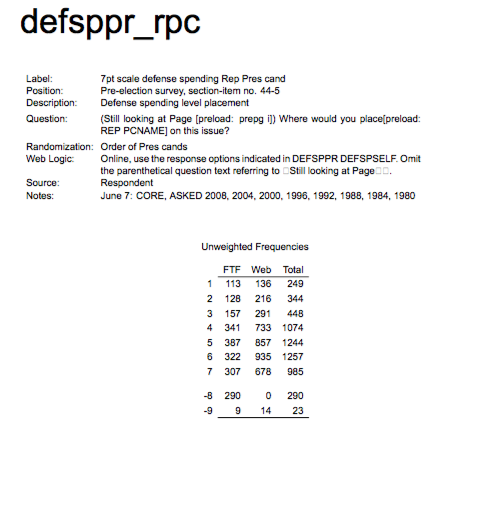 defsppr_rpc
Label: 7pt scale defense spending Rep Pres cand
Position: Pre-election survey, section-item no. 44-5
Description: Defense spending level placement
Question: (Still looking at Page [preload: prepg i]) Where would you place[preload:
REP PCNAME] on this issue?
Randomization: Order of Pres cands
Web Logic: Online, use the response options indicated in DEFSPPR DEFSPSELF. Omit
the parenthetical question text referring to □Still looking at Page□□.
Source: Respondent
Notes: June 7: CORE, ASKED 2008, 2004, 2000, 1996, 1992, 1988, 1984, 1980
Unweighted Frequencies
FTF Web Total
1 113 136 249
2 128 216 344
3 157 291 448
4 341 733 1074
5 387 857 1244
6 322 935 1257
7 307 678 985
-8 290 0 290
-9 9 14 23